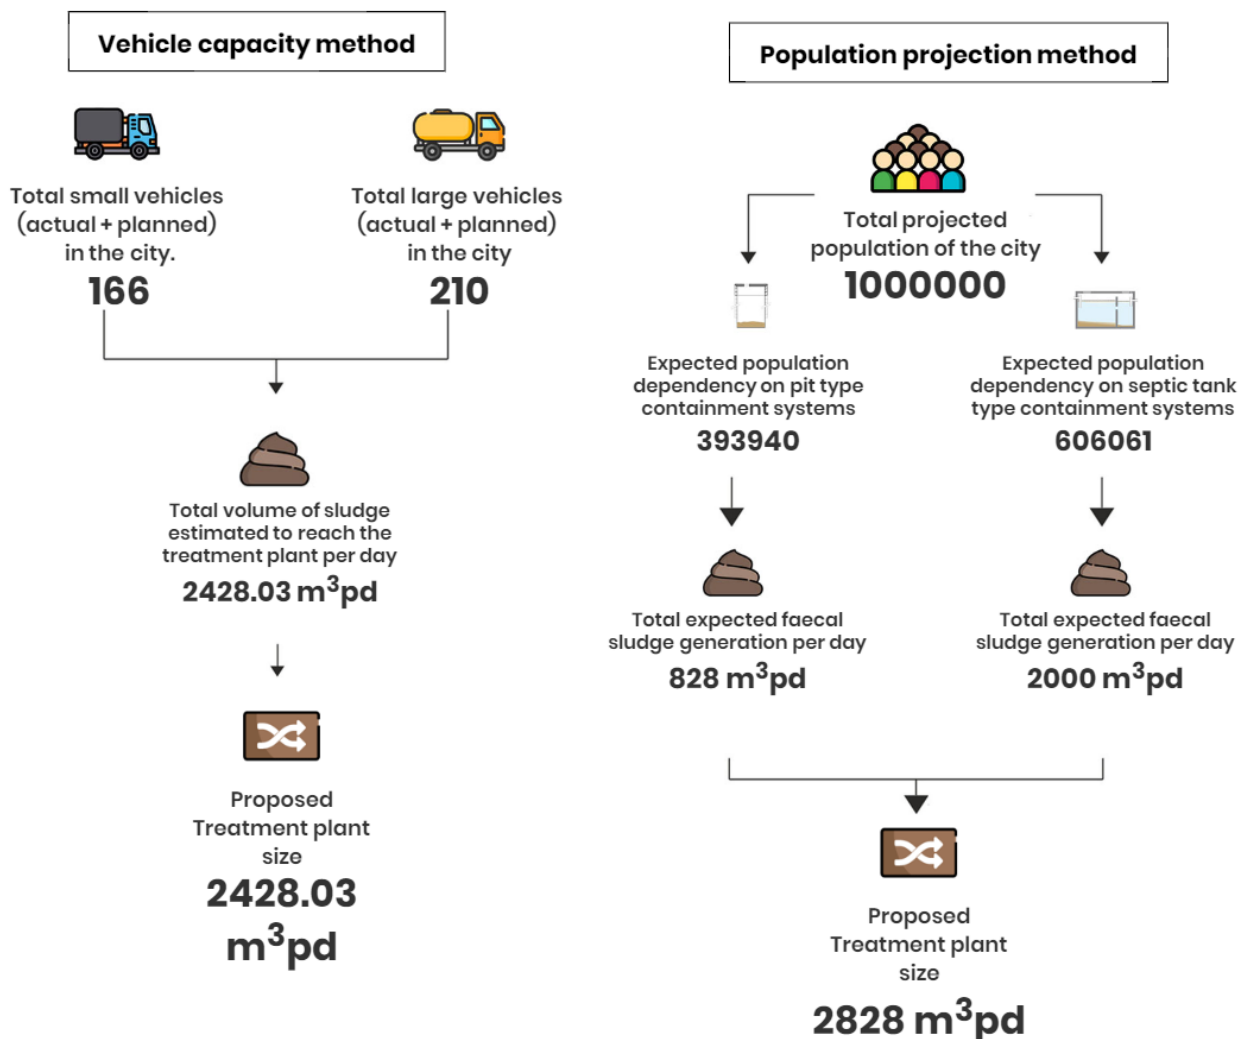 Vehicle capacity method
Total small vehicles
(actual + planned)
in the city.
166
Total large vehicles
(actual + planned)
in the city
210
Total volume of sludge
estimated to reach the
treatment plant per day
2428.03 m³pd
Proposed
Treatment plant
size
2428.03
m³pd
Population projection method
Total projected
population of the city
1000000
Expected population
dependency on pit type
containment systems
393940
Expected population
dependency on septic tank
type containment systems
606061
Total expected faecal
sludge generation per day
828 m³pd
Total expected faecal
sludge generation per day
2000 m³pd
Proposed
Treatment plant
size
2828 m³pd